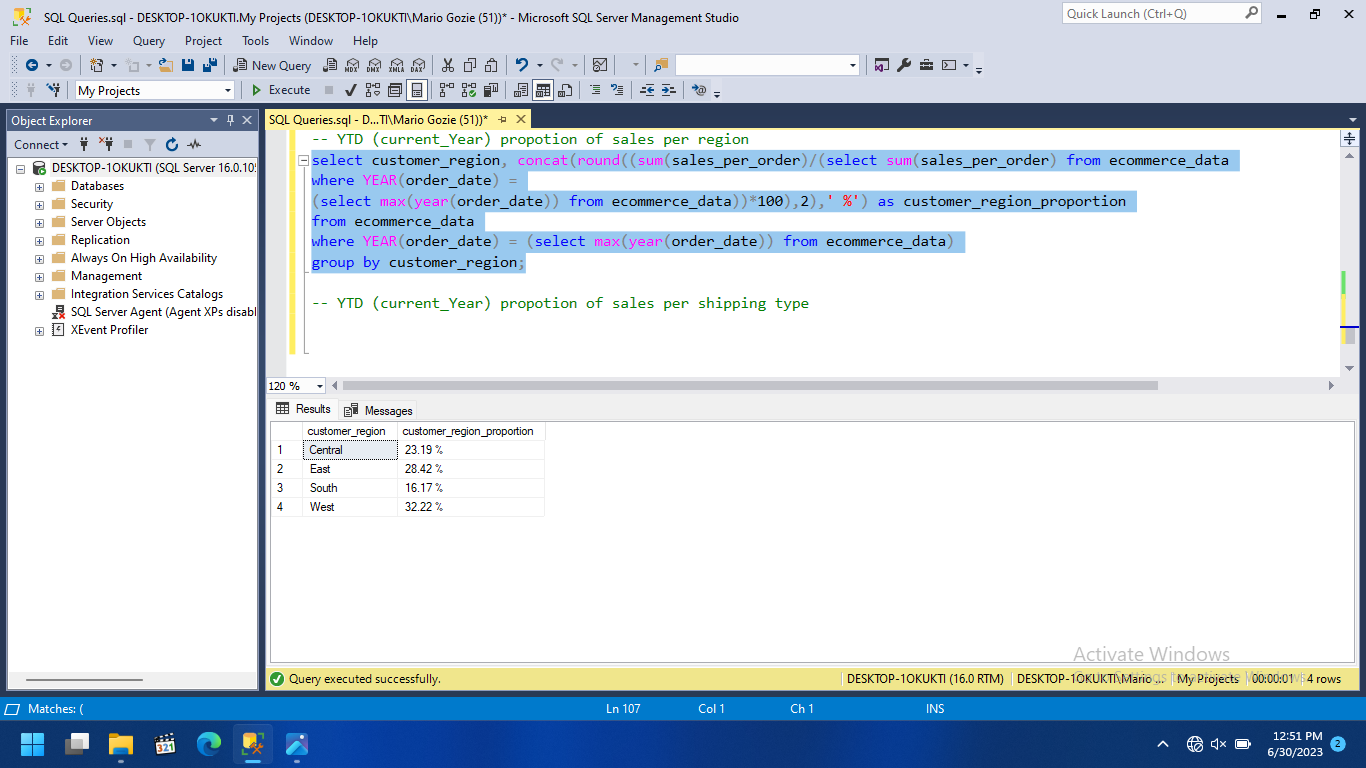 SQL Queries.sql - DESKTOP-1OKUKTI.My Projects (DESKTOP-1OKUKTI\Mario Gozie (51))* - Microsoft SQL Server Management Studio
Quick Launch (Ctrl+Q)
File Edit View Query Project Tools Window Help
New Query MDX DMX XMLA DAX
My Projects Execute
Object Explorer
SQL Queries.sql - D...TI\Mario Gozie (51))*
Connect
DESKTOP-1OKUKTI (SQL Server 16.0.10
Databases
Security
Server Objects
Replication
Always On High Availability
Management
Integration Services Catalogs
SQL Server Agent (Agent XPs disabl
XEvent Profiler
-- YTD (current_Year) propotion of sales per region
select customer_region, concat(round((sum(sales_per_order)/(select sum(sales_per_order) from ecommerce_data
where YEAR(order_date) =
(select max(year(order_date)) from ecommerce_data))*100),2),' %') as customer_region_proportion
from ecommerce_data
where YEAR(order_date) = (select max(year(order_date)) from ecommerce_data)
group by customer_region;
-- YTD (current_Year) propotion of sales per shipping type
120 %
Results Messages
customer_region customer_region_proportion
1 Central 23.19 %
2 East 28.42 %
3 South 16.17 %
4 West 32.22 %
Activate Windows
Query executed successfully. DESKTOP-1OKUKTI (16.0 RTM) DESKTOP-1OKUKTI\Mario ... My Projects 00:00:01 4 rows
Matches: ( Ln 107 Col 1 Ch 1 INS
321
12:51 PM
6/30/2023
2